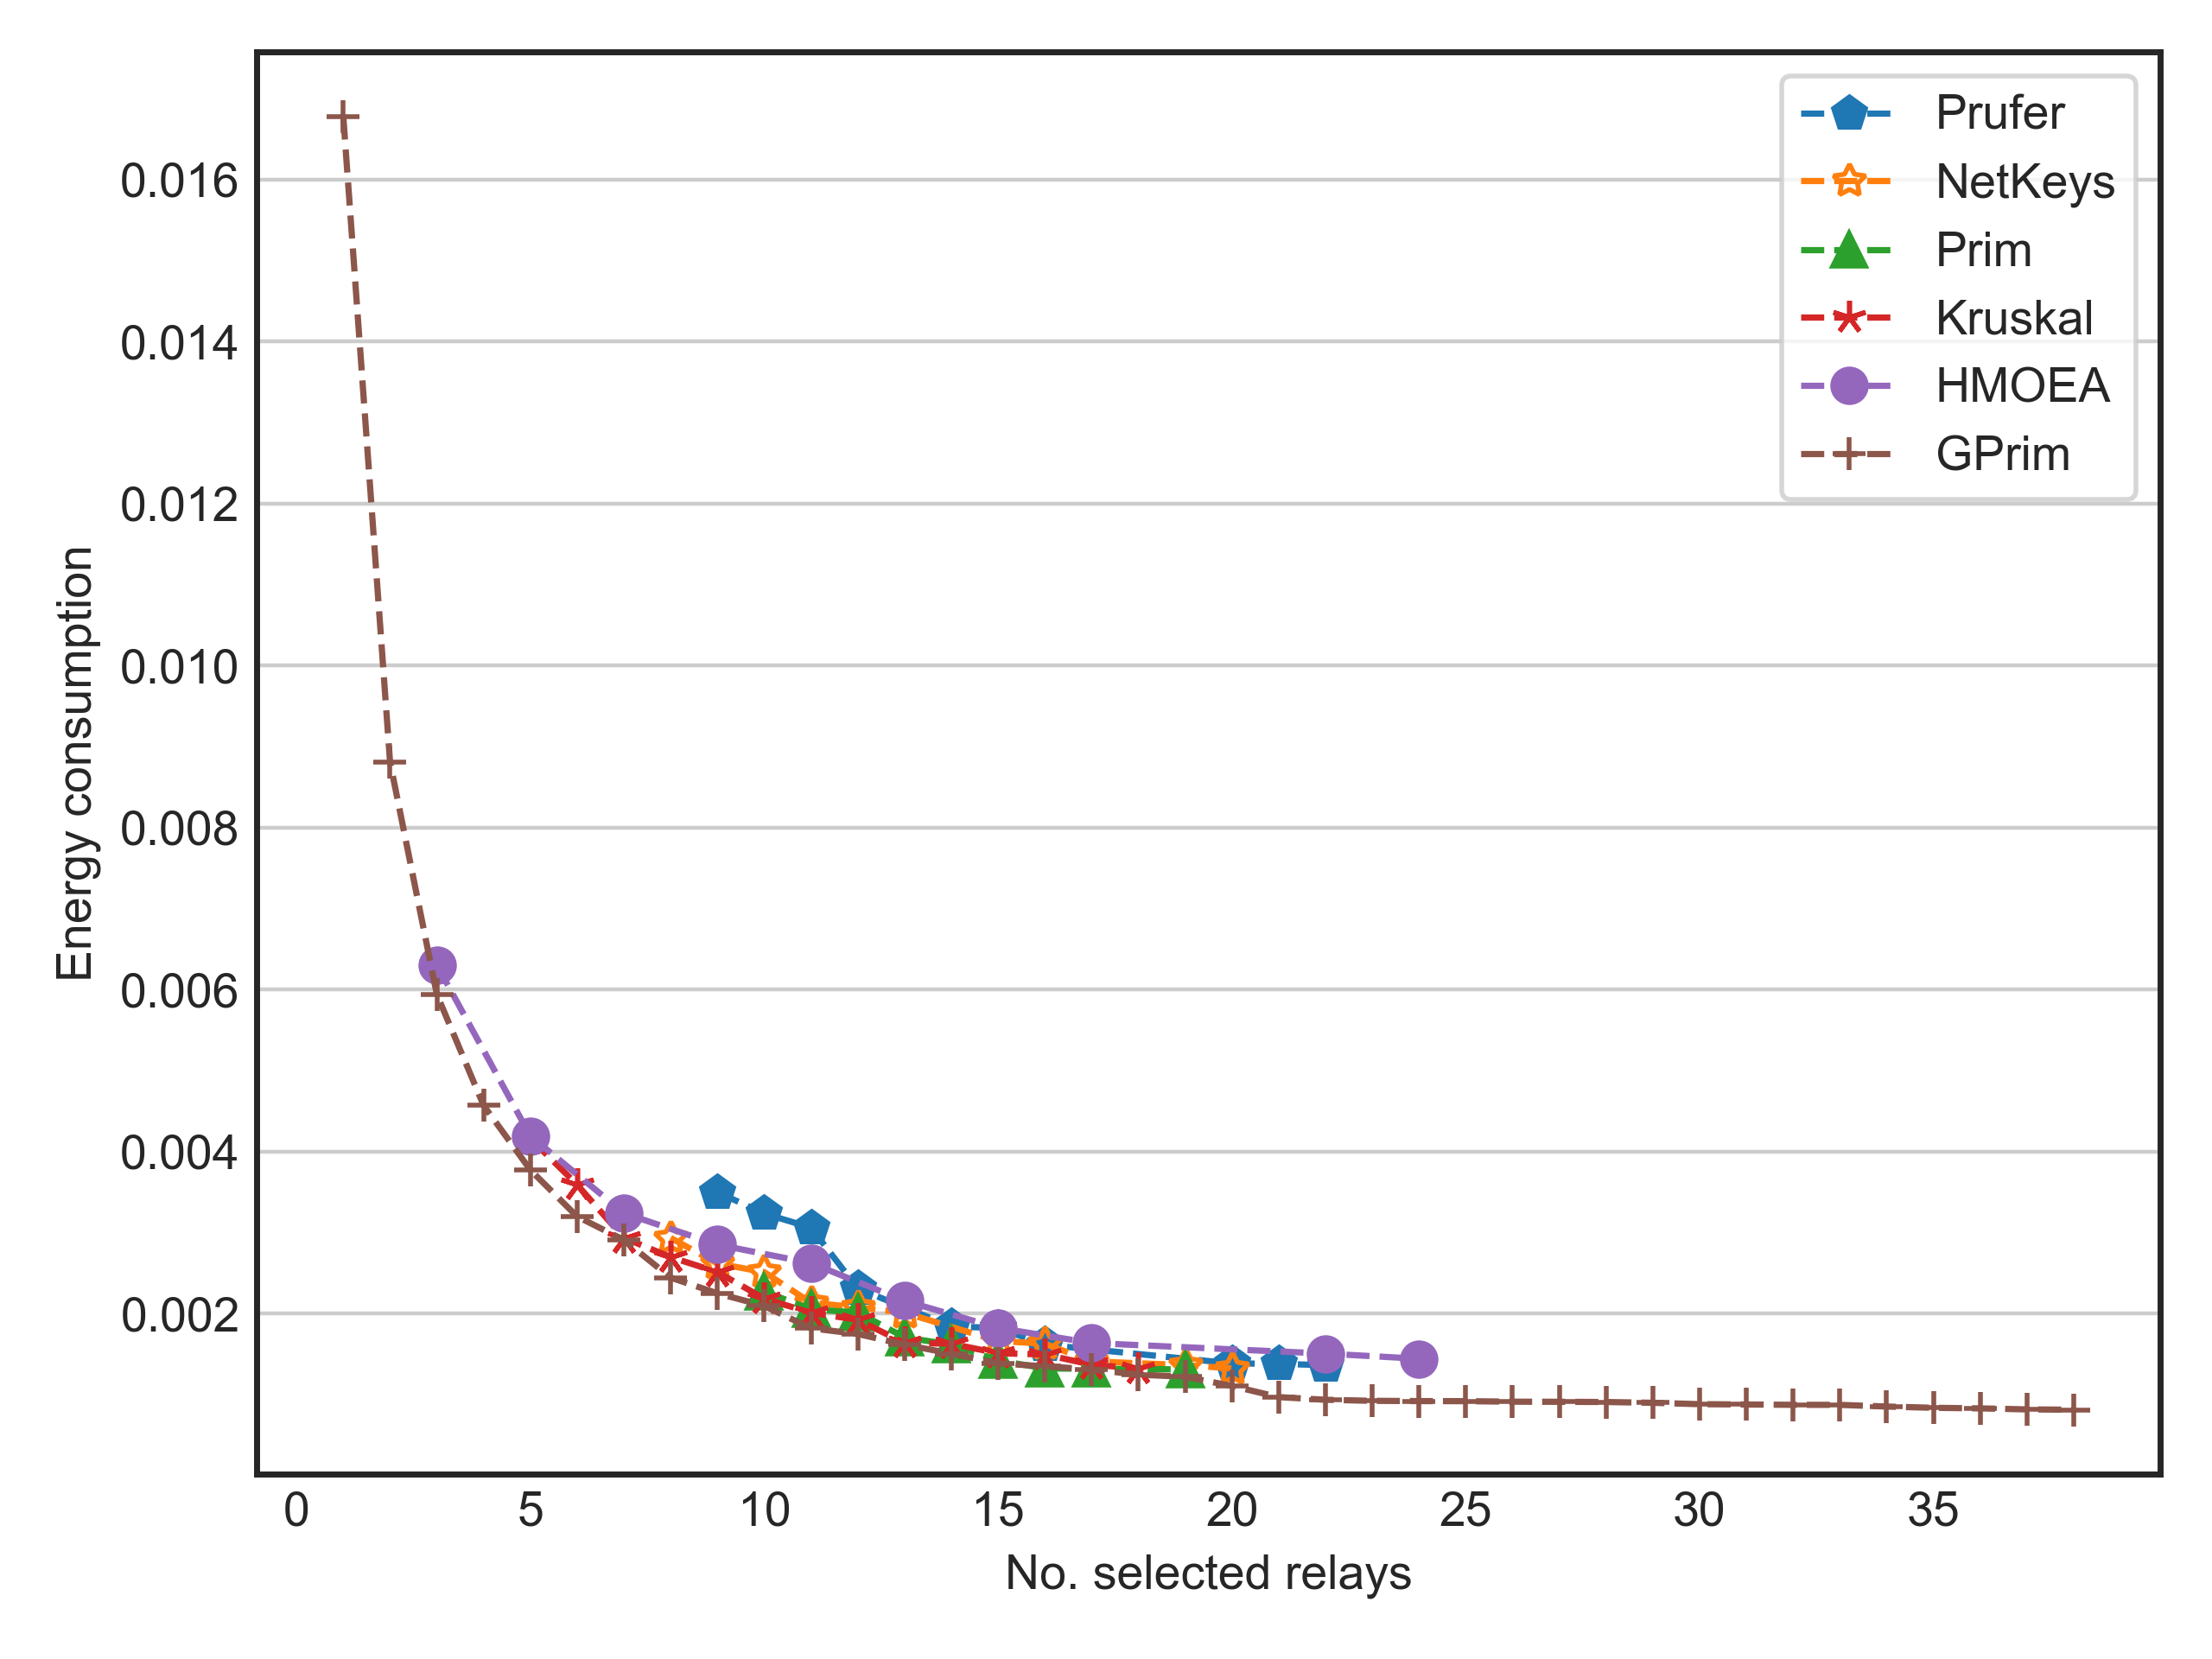 Prufer
NetKeys
Prim
Kruskal
HMOEA
GPrim
0.016
0.014
0.012
0.010
0.008
0.006
0.004
0.002
Energy consumption
0 5 10 15 20 25 30 35
No. selected relays